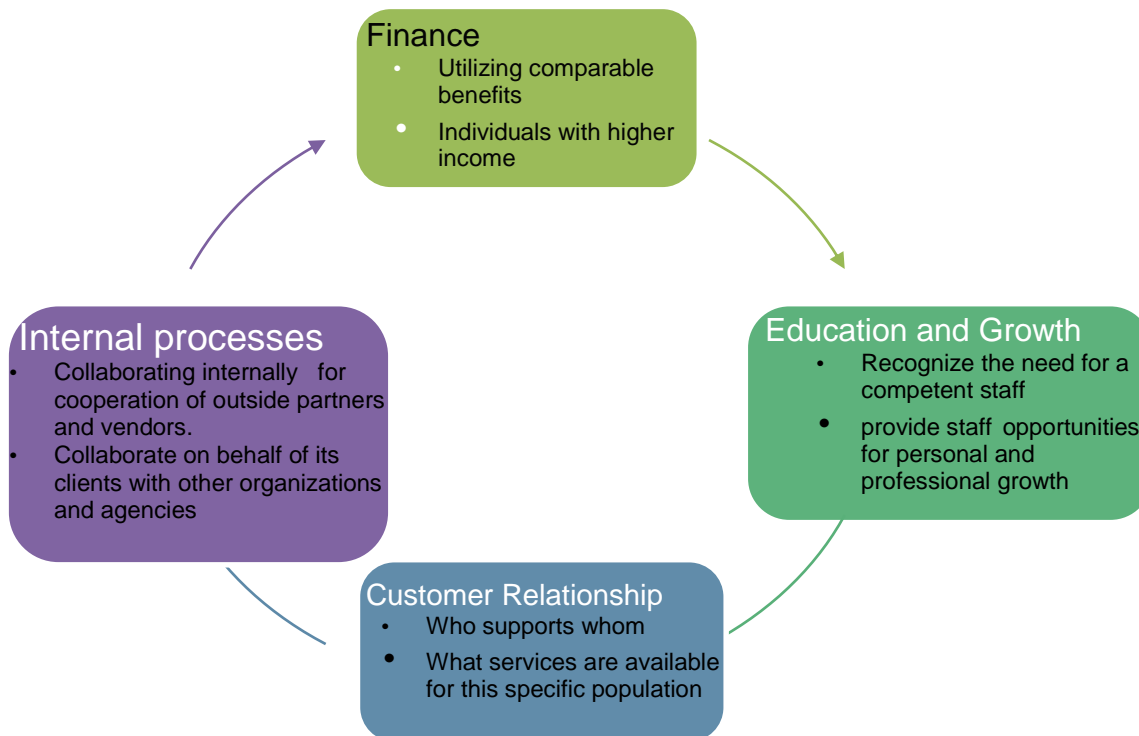 Finance
• Utilizing comparable
benefits
• Individuals with higher
income
Education and Growth
• Recognize the need for a
competent staff
• provide staff opportunities
for personal and
professional growth
Customer Relationship
• Who supports whom
• What services are available
for this specific population
Internal processes
• Collaborating internally for
cooperation of outside partners
and vendors.
• Collaborate on behalf of its
clients with other organizations
and agencies